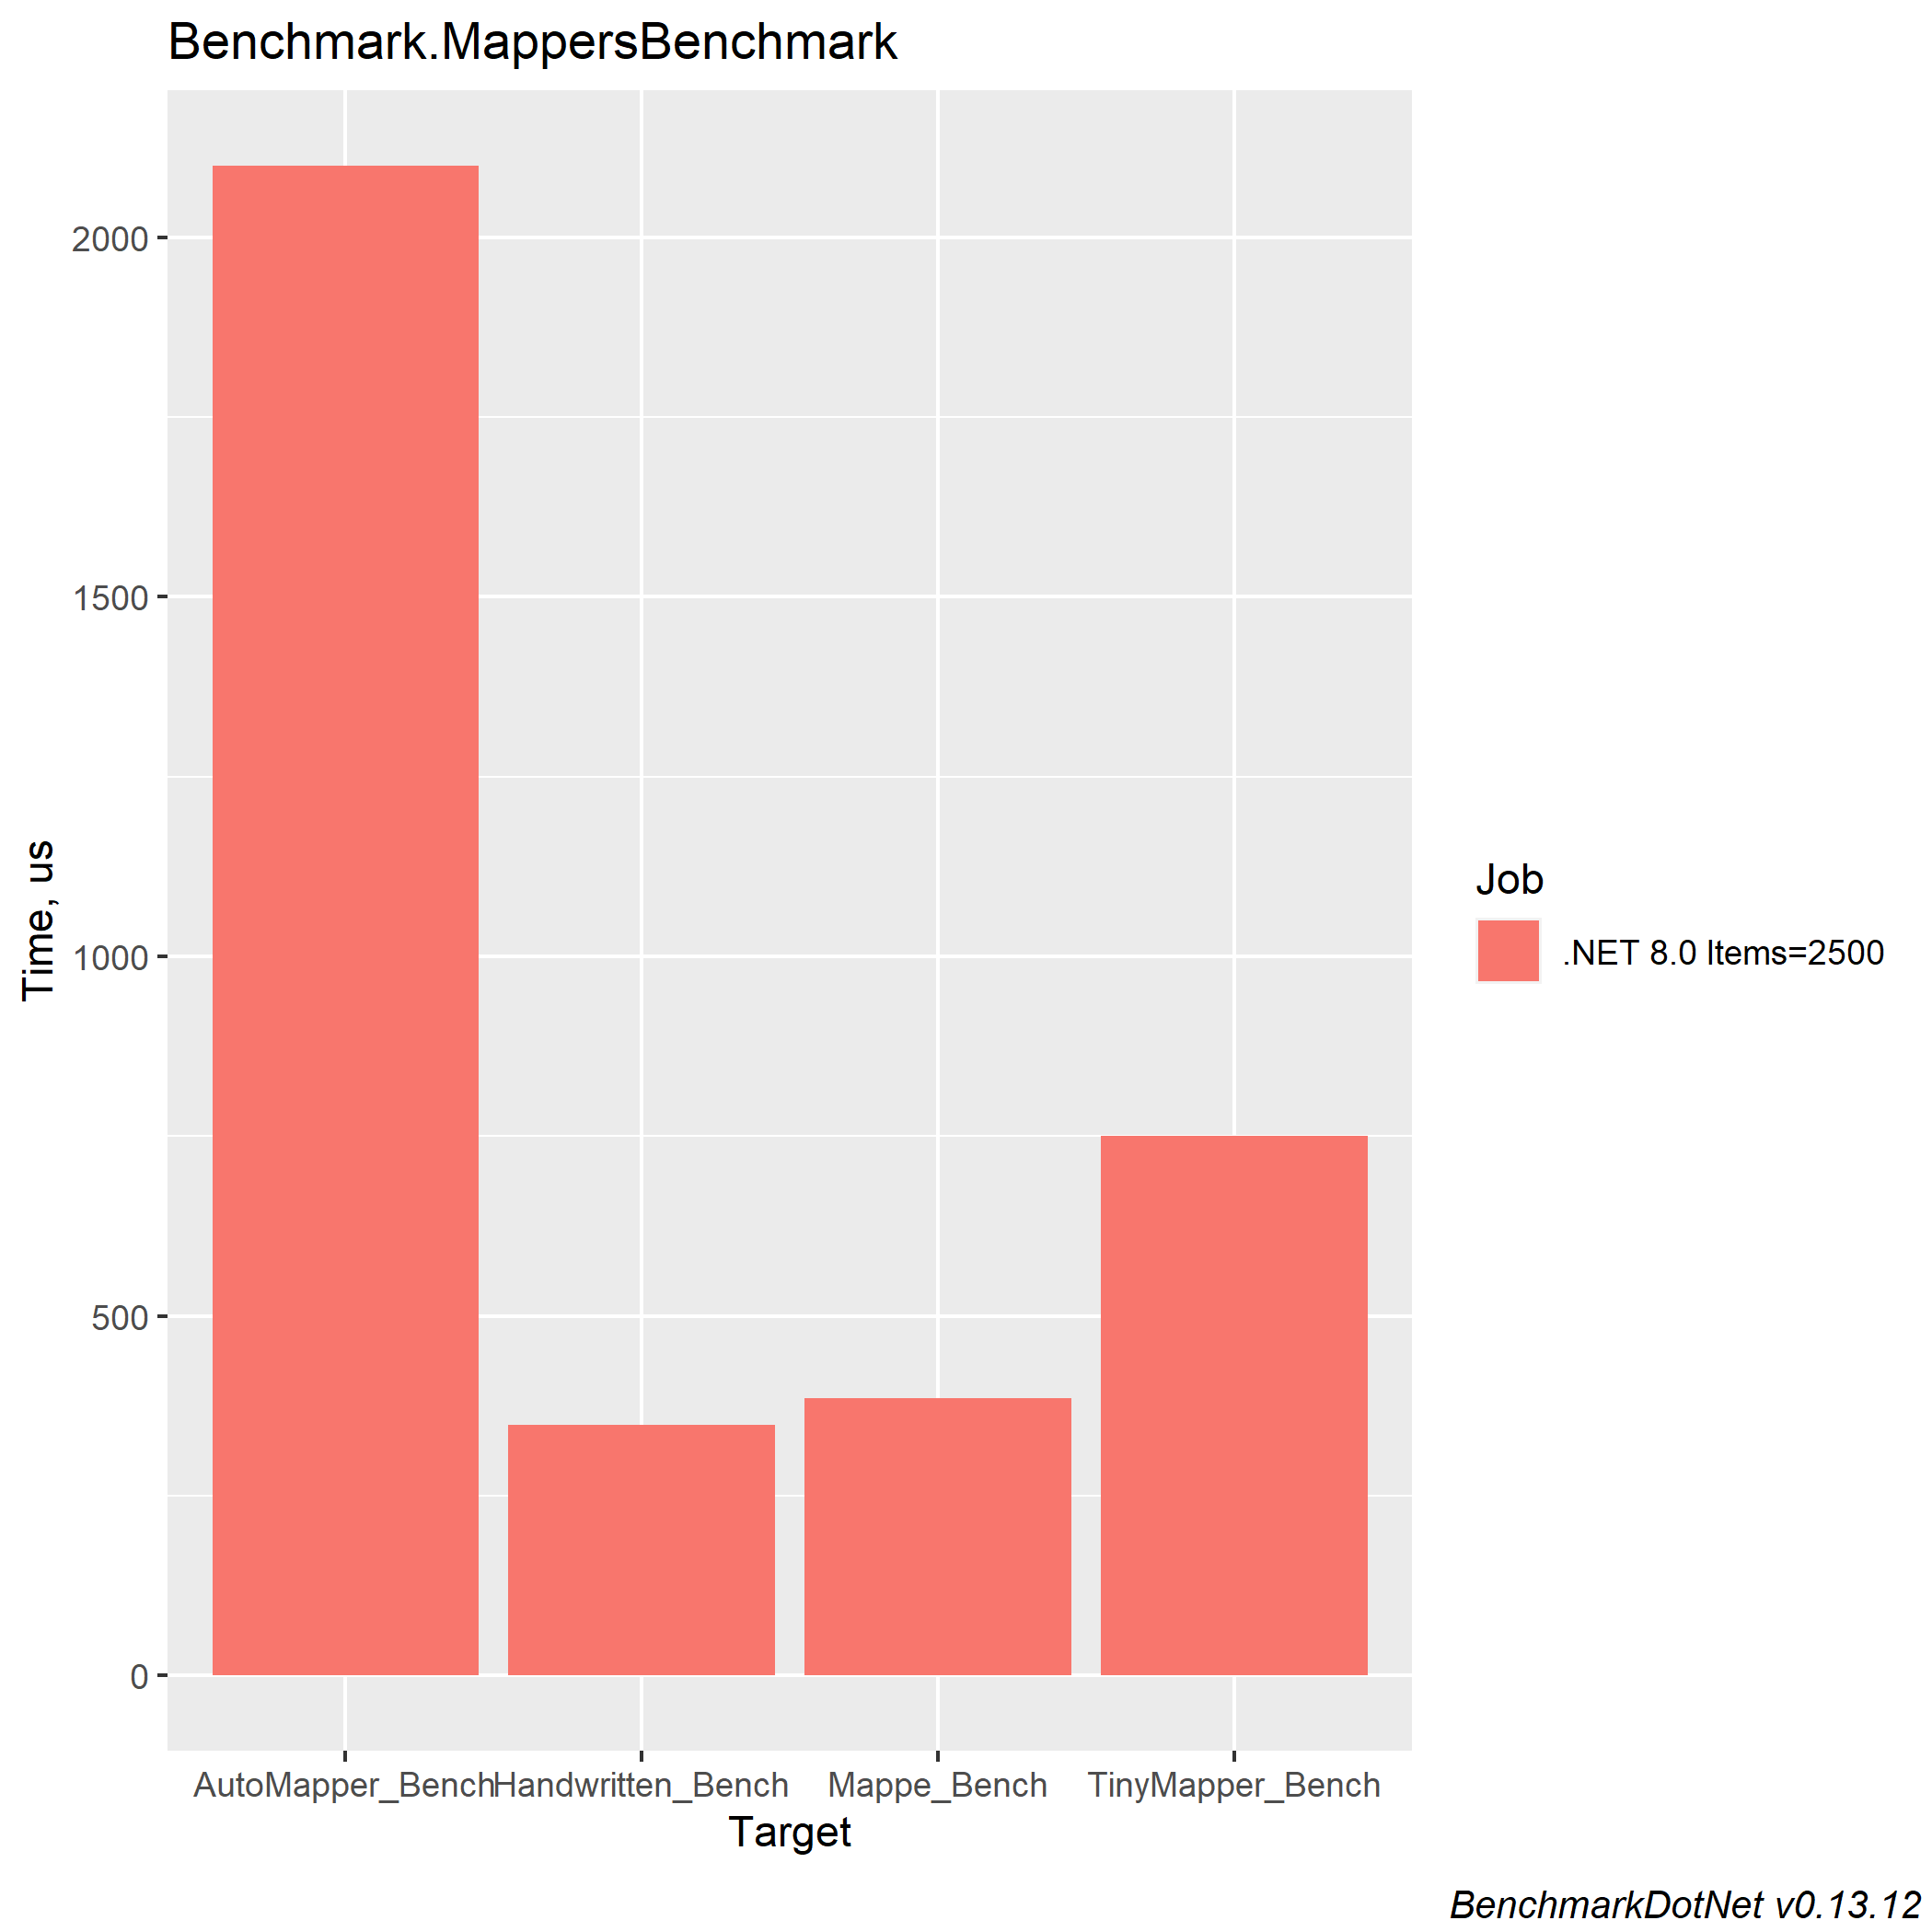 Benchmark.MappersBenchmark
Time, us
2000
1500
1000
500
0
AutoMapper_Bench
Handwritten_Bench
Mappe_Bench
TinyMapper_Bench
Target
Job
.NET 8.0 Items=2500
BenchmarkDotNet v0.13.12